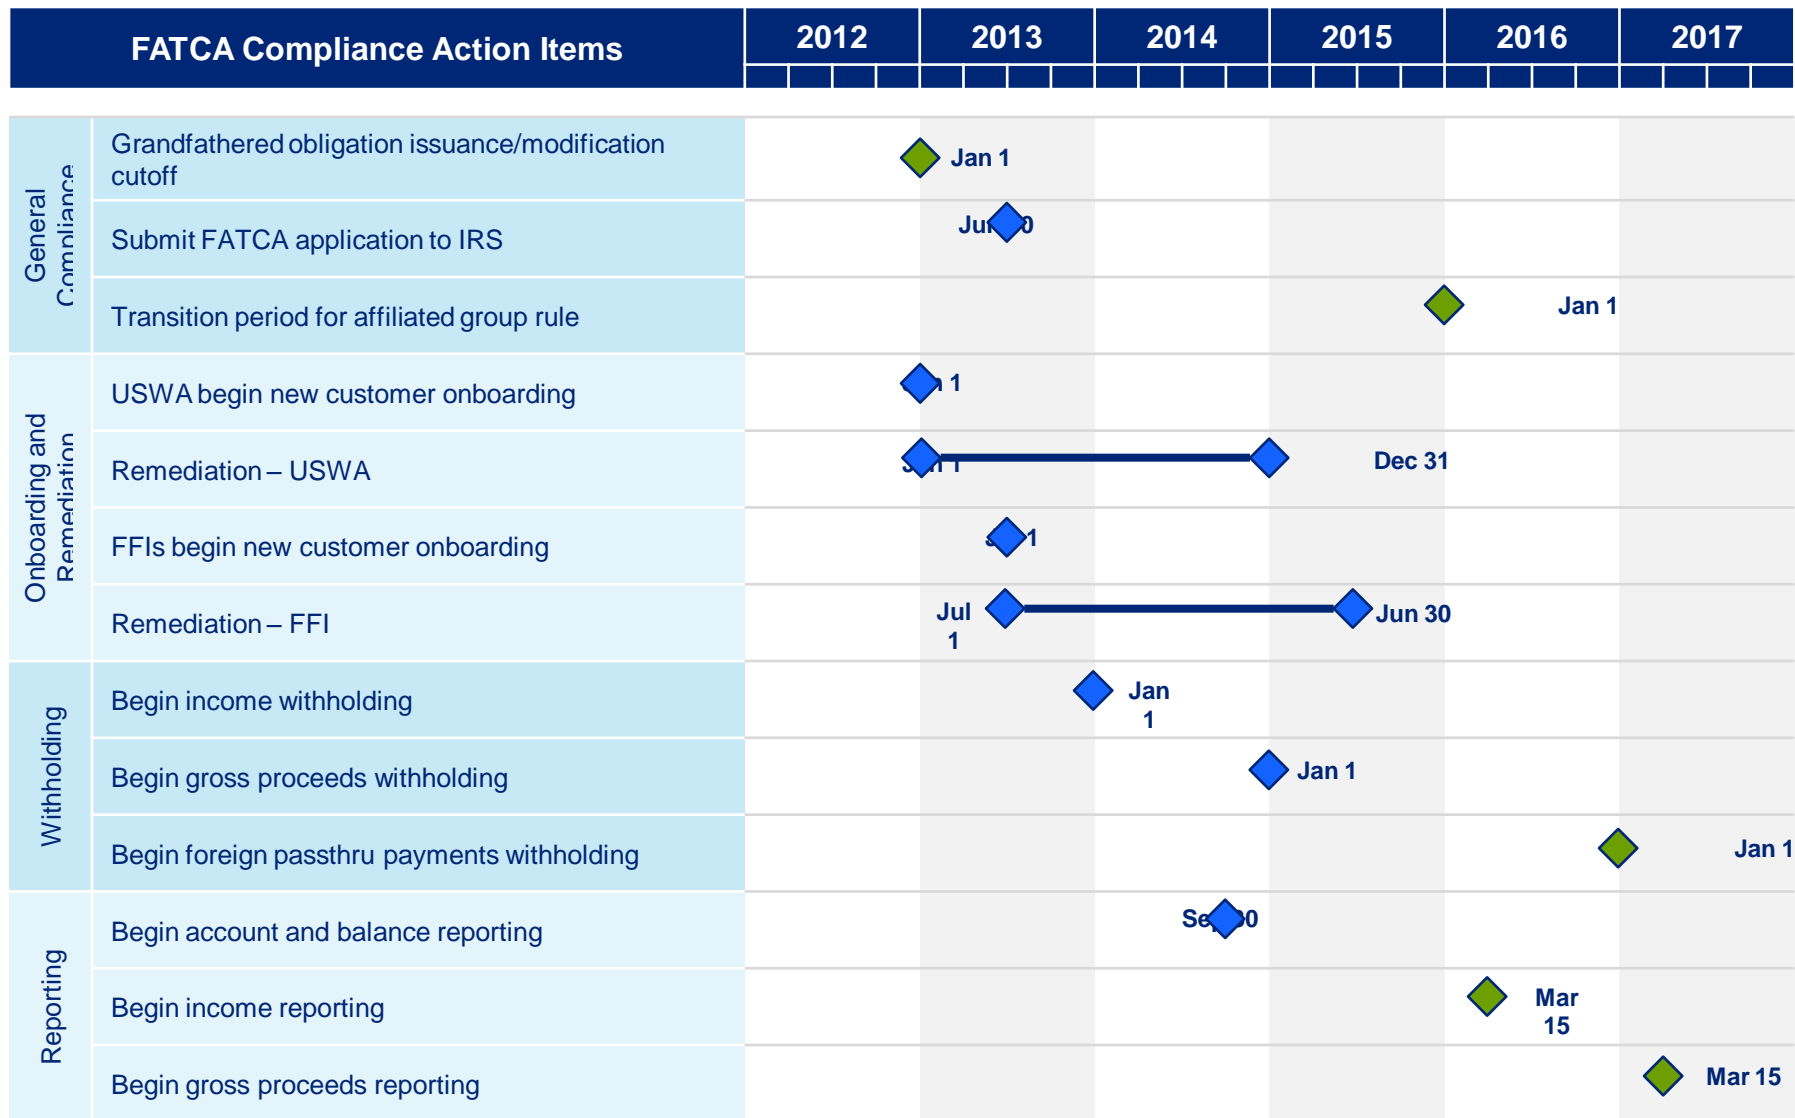 FATCA Compliance Action Items
2012
2013
2014
2015
2016
2017
General
Compliance
Grandfathered obligation issuance/modification
cutoff
Jan 1
Submit FATCA application to IRS
Transition period for affiliated group rule
Jan 1
Onboarding and
Remediation
USWA begin new customer onboarding
1
Remediation – USWA
1
Dec 31
FFIs begin new customer onboarding
1
Remediation – FFI
Jul
1
Jun 30
Withholding
Begin income withholding
Jan
1
Begin gross proceeds withholding
Jan 1
Begin foreign passthru payments withholding
Jan 1
Reporting
Begin account and balance reporting
Begin income reporting
Mar
15
Begin gross proceeds reporting
Mar 15